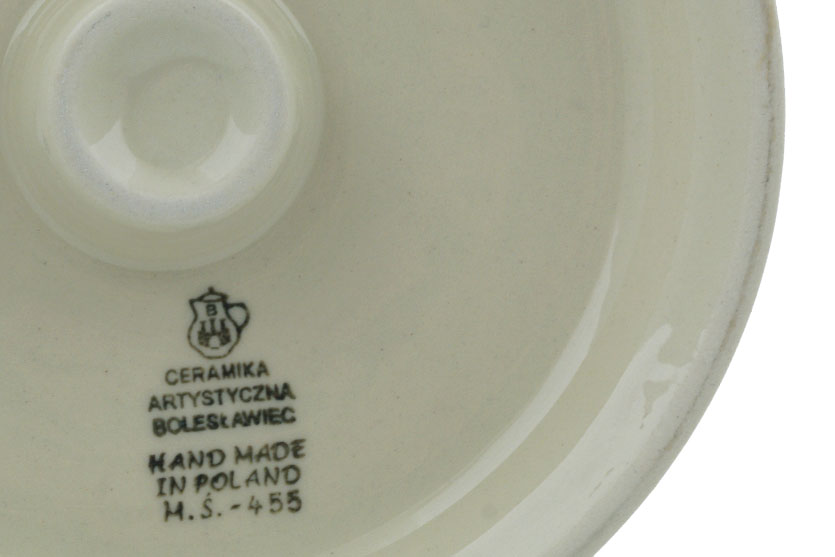 B
CERAMIKA
ARTYSTYCZNA
BOLESŁAWIEC
HAND MADE
IN POLAND
M.Ś.-455